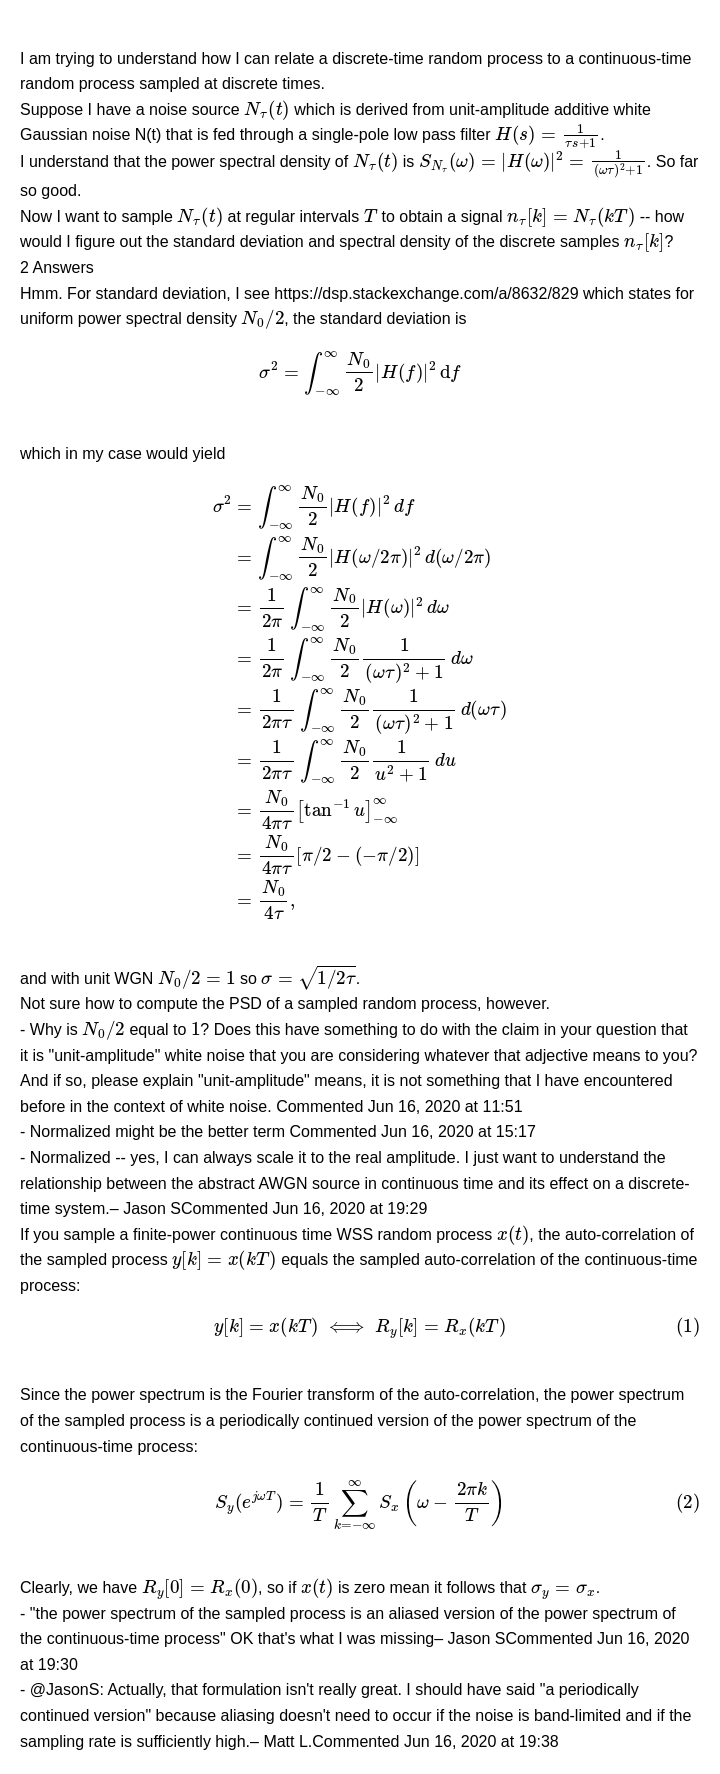 I am trying to understand how I can relate a discrete-time random process to a continuous-time
random process sampled at discrete times.
Suppose I have a noise source $N_\tau(t)$ which is derived from unit-amplitude additive white
Gaussian noise N(t) that is fed through a single-pole low pass filter $H(s) = \frac{1}{\tau s+1}$.
I understand that the power spectral density of $N_\tau(t)$ is $S_{N_\tau}(\omega) = |H(\omega)|^2 = \frac{1}{(\omega\tau)^2+1}$. So far
so good.
Now I want to sample $N_\tau(t)$ at regular intervals $T$ to obtain a signal $n_\tau[k] = N_\tau(kT)$ -- how
would I figure out the standard deviation and spectral density of the discrete samples $n_\tau[k]$?
2 Answers
Hmm. For standard deviation, I see https://dsp.stackexchange.com/a/8632/829 which states for
uniform power spectral density $N_0/2$, the standard deviation is
$\sigma^2 = \int_{-\infty}^{\infty} \frac{N_0}{2} |H(f)|^2 \, \mathrm{d}f$
which in my case would yield
$\sigma^2 = \int_{-\infty}^{\infty} \frac{N_0}{2} |H(f)|^2 \, df$
$= \int_{-\infty}^{\infty} \frac{N_0}{2} |H(\omega/2\pi)|^2 \, d(\omega/2\pi)$
$= \frac{1}{2\pi} \int_{-\infty}^{\infty} \frac{N_0}{2} |H(\omega)|^2 \, d\omega$
$= \frac{1}{2\pi} \int_{-\infty}^{\infty} \frac{N_0}{2} \frac{1}{(\omega\tau)^2 + 1} \, d\omega$
$= \frac{1}{2\pi\tau} \int_{-\infty}^{\infty} \frac{N_0}{2} \frac{1}{(\omega\tau)^2 + 1} \, d(\omega\tau)$
$= \frac{1}{2\pi\tau} \int_{-\infty}^{\infty} \frac{N_0}{2} \frac{1}{u^2 + 1} \, du$
$= \frac{N_0}{4\pi\tau} \left[\tan^{-1} u\right]_{-\infty}^{\infty}$
$= \frac{N_0}{4\pi\tau} [\pi/2 - (-\pi/2)]$
$= \frac{N_0}{4\tau},$
and with unit WGN $N_0/2 = 1$ so $\sigma = \sqrt{1/2\tau}$.
Not sure how to compute the PSD of a sampled random process, however.
- Why is $N_0/2$ equal to $1$? Does this have something to do with the claim in your question that
it is "unit-amplitude" white noise that you are considering whatever that adjective means to you?
And if so, please explain "unit-amplitude" means, it is not something that I have encountered
before in the context of white noise. Commented Jun 16, 2020 at 11:51
- Normalized might be the better term Commented Jun 16, 2020 at 15:17
- Normalized -- yes, I can always scale it to the real amplitude. I just want to understand the
relationship between the abstract AWGN source in continuous time and its effect on a discrete-
time system.– Jason SCommented Jun 16, 2020 at 19:29
If you sample a finite-power continuous time WSS random process $x(t)$, the auto-correlation of
the sampled process $y[k] = x(kT)$ equals the sampled auto-correlation of the continuous-time
process:
$y[k] = x(kT) \iff R_y[k] = R_x(kT)$ (1)
Since the power spectrum is the Fourier transform of the auto-correlation, the power spectrum
of the sampled process is a periodically continued version of the power spectrum of the
continuous-time process:
$S_y(e^{j\omega T}) = \frac{1}{T} \sum_{k=-\infty}^{\infty} S_x \left(\omega - \frac{2\pi k}{T}\right)$ (2)
Clearly, we have $R_y[0] = R_x(0)$, so if $x(t)$ is zero mean it follows that $\sigma_y = \sigma_x$.
- "the power spectrum of the sampled process is an aliased version of the power spectrum of
the continuous-time process" OK that's what I was missing– Jason SCommented Jun 16, 2020
at 19:30
- @JasonS: Actually, that formulation isn't really great. I should have said "a periodically
continued version" because aliasing doesn't need to occur if the noise is band-limited and if the
sampling rate is sufficiently high.– Matt L.Commented Jun 16, 2020 at 19:38